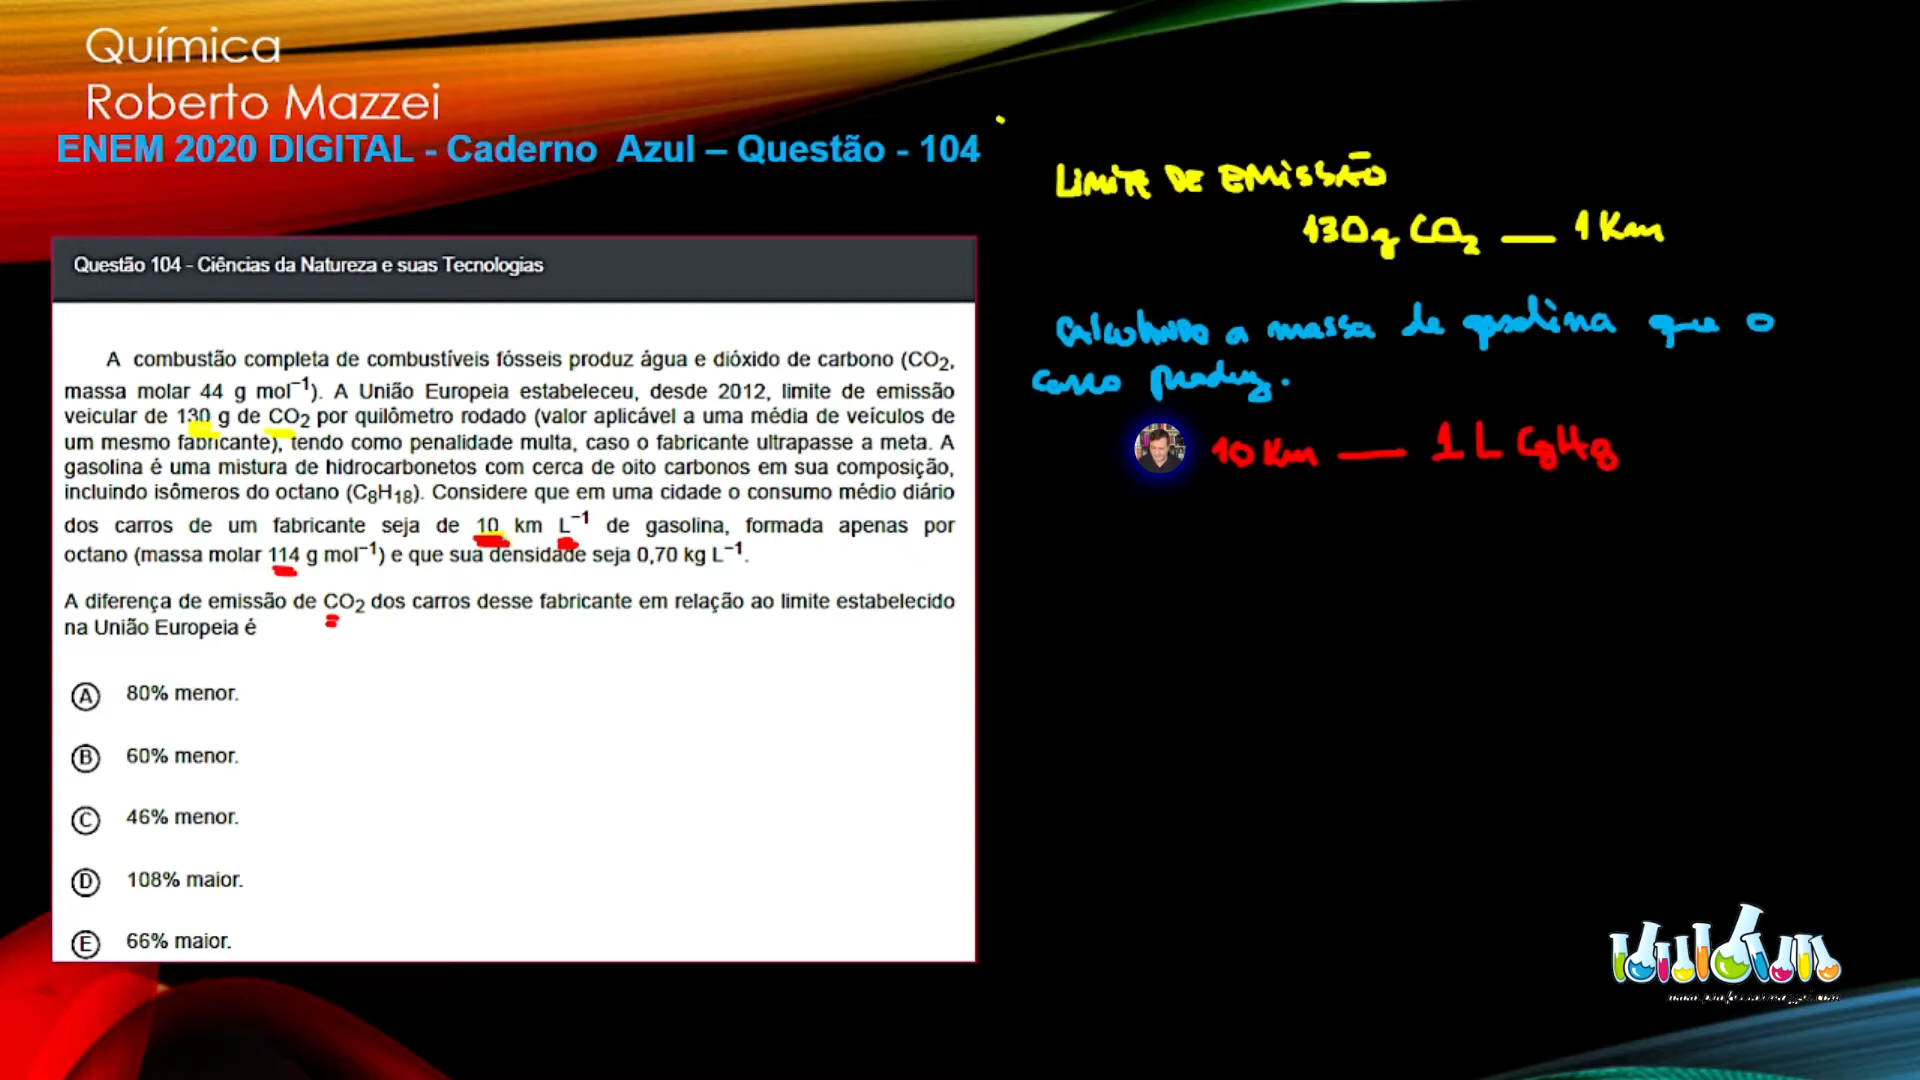 Química
Roberto Mazzei
ENEM 2020 DIGITAL - Caderno Azul – Questão - 104
Questão 104 - Ciências da Natureza e suas Tecnologias
A combustão completa de combustíveis fósseis produz água e dióxido de carbono (CO₂,
massa molar 44 g mol⁻¹). A União Europeia estabeleceu, desde 2012, limite de emissão
veicular de 130 g de CO₂ por quilômetro rodado (valor aplicável a uma média de veículos de
um mesmo fabricante), tendo como penalidade multa, caso o fabricante ultrapasse a meta. A
gasolina é uma mistura de hidrocarbonetos com cerca de oito carbonos em sua composição,
incluindo isômeros do octano (C₈H₁₈). Considere que em uma cidade o consumo médio diário
dos carros de um fabricante seja de 10 km L⁻¹ de gasolina, formada apenas por
octano (massa molar 114 g mol⁻¹) e que sua densidade seja 0,70 kg L⁻¹.
A diferença de emissão de CO₂ dos carros desse fabricante em relação ao limite estabelecido
na União Europeia é
A 80% menor.
B 60% menor.
C 46% menor.
D 108% maior.
E 66% maior.
LIMITE DE EMISSÃO
130g CO₂ — 1 Km
Calculando a massa de gasolina que o
carro produz.
10 Km — 1 L C₈H₈